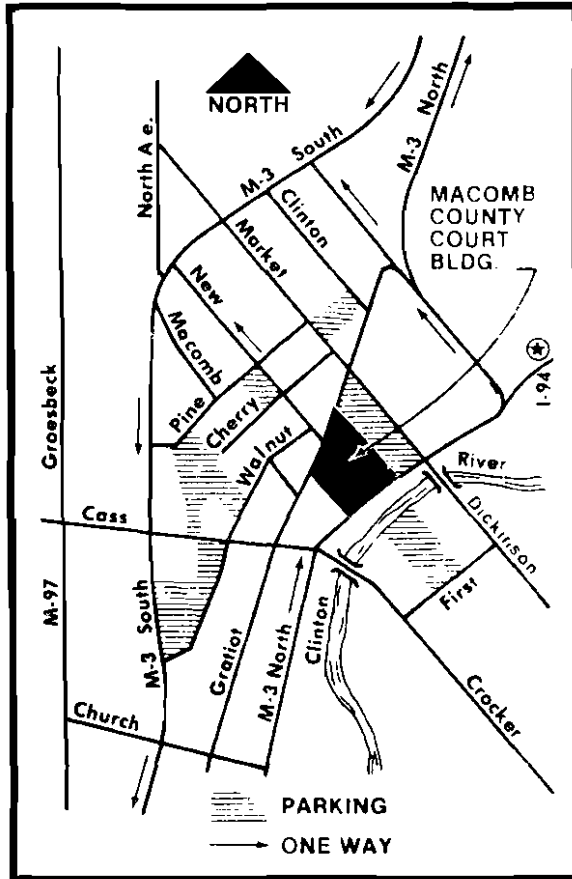 NORTH
North A e.
M-3 South
M-3 North
Clinton
Market
New
Macomb
MACOMB
COUNTY
COURT
BLDG.
Groesbeck
Pine
Cherry
Walnut
I-94
River
Cass
Dickinson
First
M-97
M-3 South
Gratiot
M-3 North
Clinton
Crocker
Church
PARKING
ONE WAY